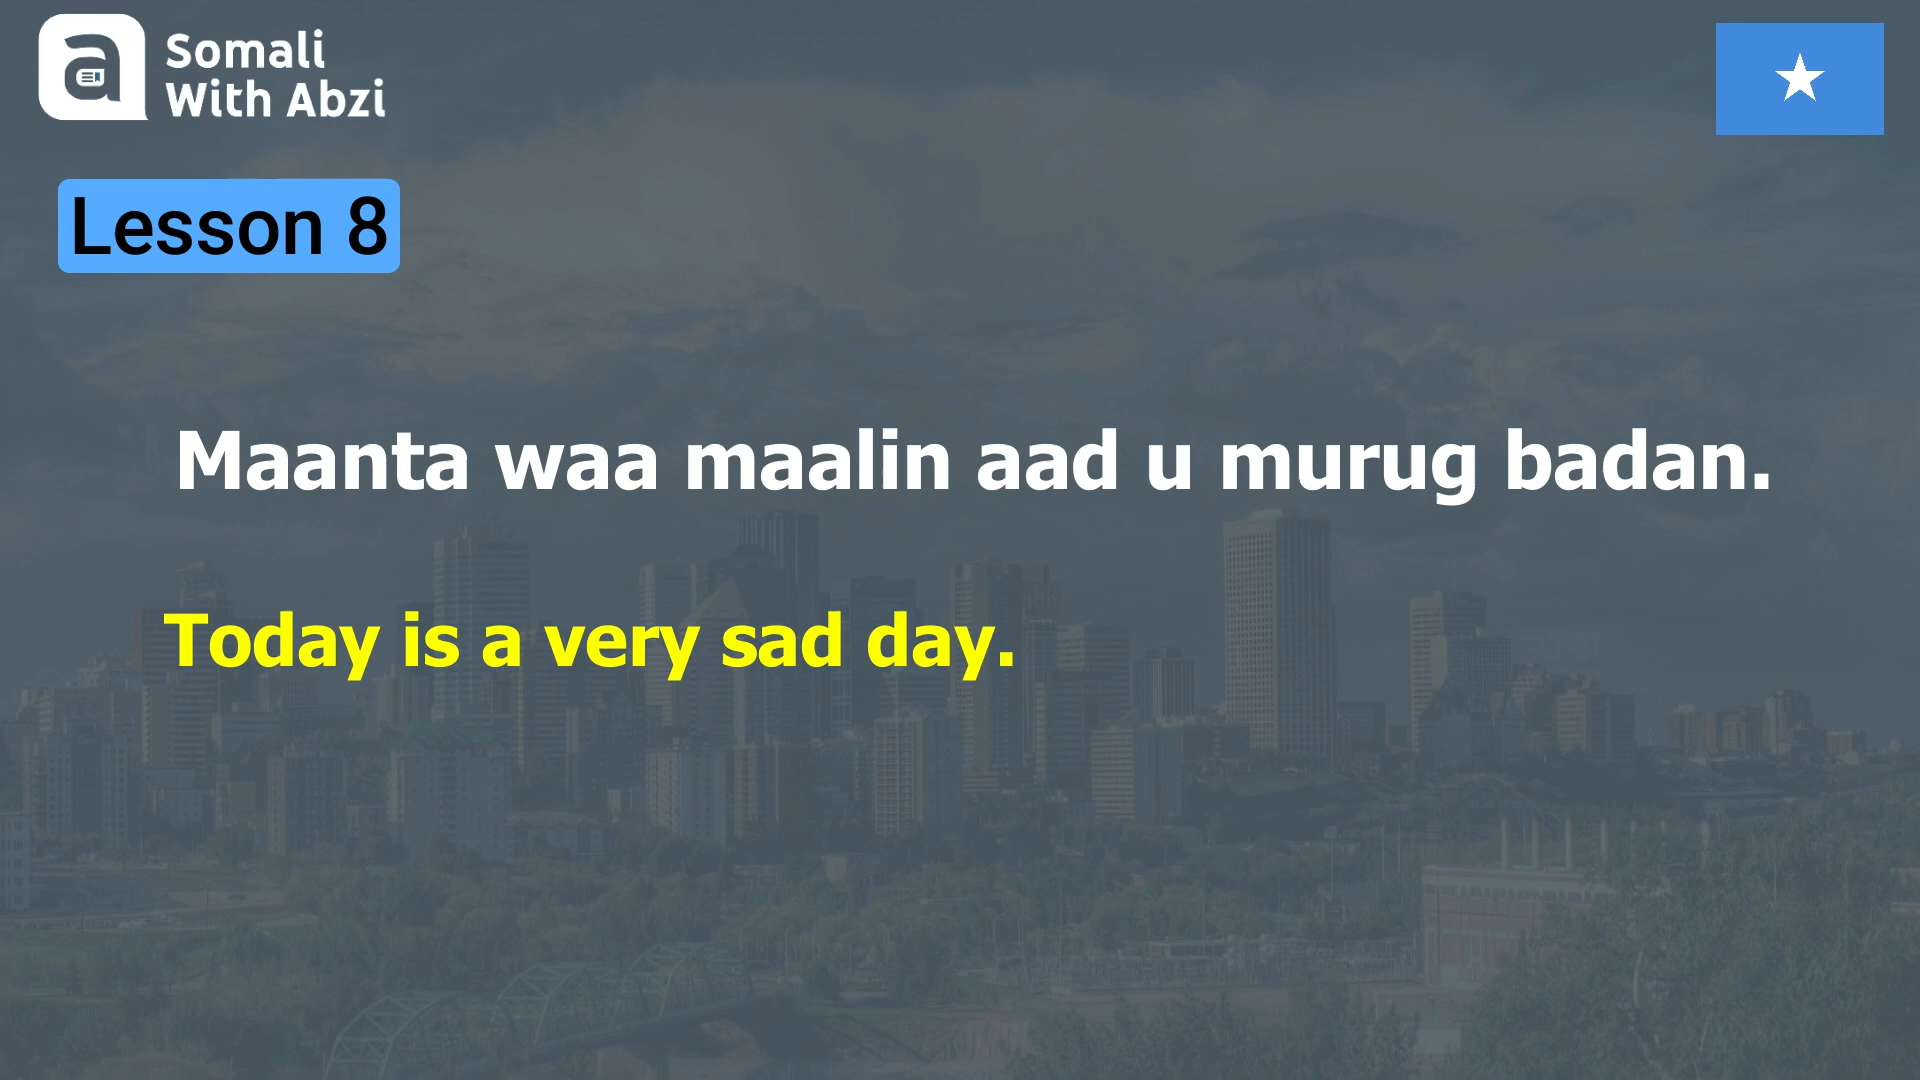 Somali
With Abzi
Lesson 8
Maanta waa maalin aad u murug badan.
Today is a very sad day.